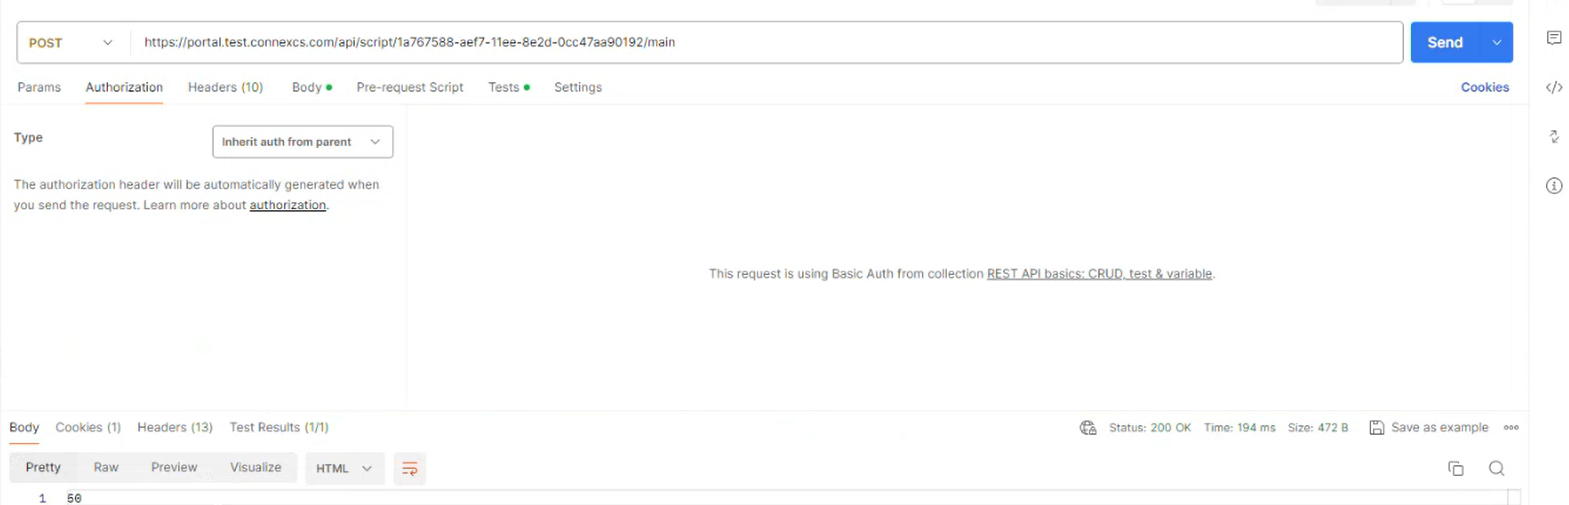 POST https://portal.test.connexcs.com/api/script/1a767588-aef7-11ee-8e2d-0cc47aa90192/main Send
Params Authorization Headers (10) Body Pre-request Script Tests Settings Cookies
Type Inherit auth from parent
The authorization header will be automatically generated when
you send the request. Learn more about authorization.
This request is using Basic Auth from collection REST API basics: CRUD, test & variable.
Body Cookies (1) Headers (13) Test Results (1/1) Status: 200 OK Time: 194 ms Size: 472 B Save as example
Pretty Raw Preview Visualize HTML
1 50